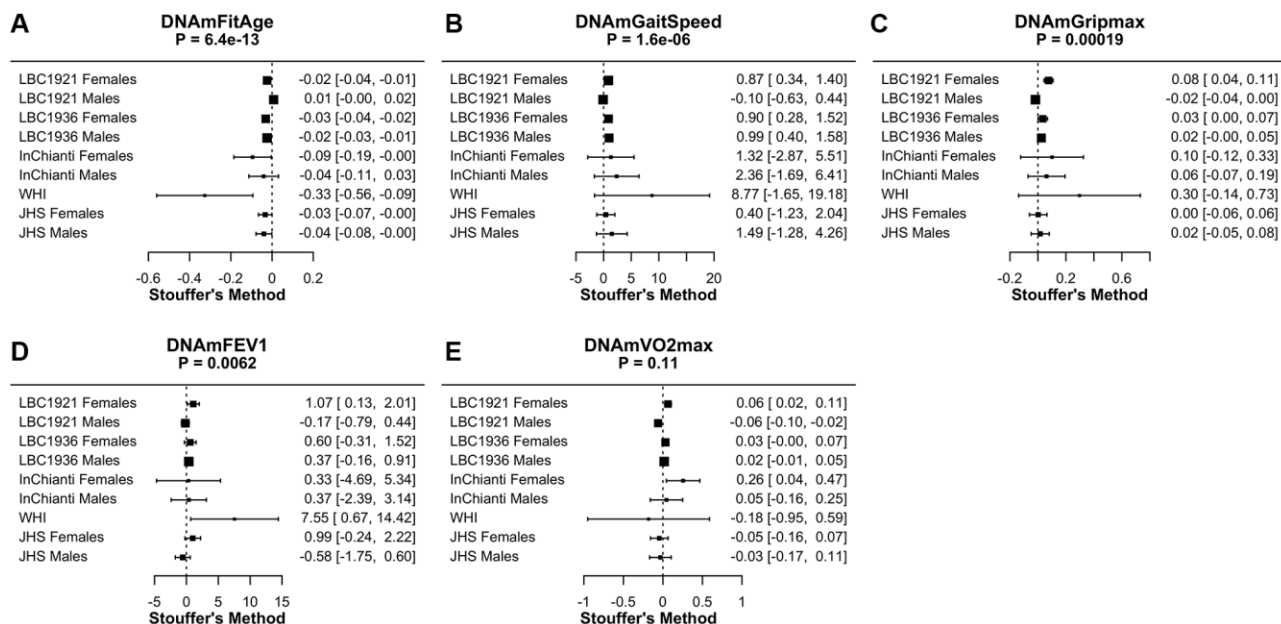 A
DNAmFitAge
P = 6.4e-13
LBC1921 Females -0.02 [-0.04, -0.01]
LBC1921 Males 0.01 [-0.00, 0.02]
LBC1936 Females -0.03 [-0.04, -0.02]
LBC1936 Males -0.02 [-0.03, -0.01]
InChianti Females -0.09 [-0.19, -0.00]
InChianti Males -0.04 [-0.11, 0.03]
WHI -0.33 [-0.56, -0.09]
JHS Females -0.03 [-0.07, -0.00]
JHS Males -0.04 [-0.08, -0.00]
-0.6 -0.4 -0.2 0 0.2
Stouffer's Method
B
DNAmGaitSpeed
P = 1.6e-06
LBC1921 Females 0.87 [ 0.34, 1.40]
LBC1921 Males -0.10 [-0.63, 0.44]
LBC1936 Females 0.90 [ 0.28, 1.52]
LBC1936 Males 0.99 [ 0.40, 1.58]
InChianti Females 1.32 [-2.87, 5.51]
InChianti Males 2.36 [-1.69, 6.41]
WHI 8.77 [-1.65, 19.18]
JHS Females 0.40 [-1.23, 2.04]
JHS Males 1.49 [-1.28, 4.26]
-5 0 5 10 20
Stouffer's Method
C
DNAmGripmax
P = 0.00019
LBC1921 Females 0.08 [ 0.04, 0.11]
LBC1921 Males -0.02 [-0.04, 0.00]
LBC1936 Females 0.03 [ 0.00, 0.07]
LBC1936 Males 0.02 [-0.00, 0.05]
InChianti Females 0.10 [-0.12, 0.33]
InChianti Males 0.06 [-0.07, 0.19]
WHI 0.30 [-0.14, 0.73]
JHS Females 0.00 [-0.06, 0.06]
JHS Males 0.02 [-0.05, 0.08]
-0.2 0.2 0.6
Stouffer's Method
D
DNAmFEV1
P = 0.0062
LBC1921 Females 1.07 [ 0.13, 2.01]
LBC1921 Males -0.17 [-0.79, 0.44]
LBC1936 Females 0.60 [-0.31, 1.52]
LBC1936 Males 0.37 [-0.16, 0.91]
InChianti Females 0.33 [-4.69, 5.34]
InChianti Males 0.37 [-2.39, 3.14]
WHI 7.55 [ 0.67, 14.42]
JHS Females 0.99 [-0.24, 2.22]
JHS Males -0.58 [-1.75, 0.60]
-5 0 5 10 15
Stouffer's Method
E
DNAmVO2max
P = 0.11
LBC1921 Females 0.06 [ 0.02, 0.11]
LBC1921 Males -0.06 [-0.10, -0.02]
LBC1936 Females 0.03 [-0.00, 0.07]
LBC1936 Males 0.02 [-0.01, 0.05]
InChianti Females 0.26 [ 0.04, 0.47]
InChianti Males 0.05 [-0.16, 0.25]
WHI -0.18 [-0.95, 0.59]
JHS Females -0.05 [-0.16, 0.07]
JHS Males -0.03 [-0.17, 0.11]
-1 -0.5 0 0.5 1
Stouffer's Method